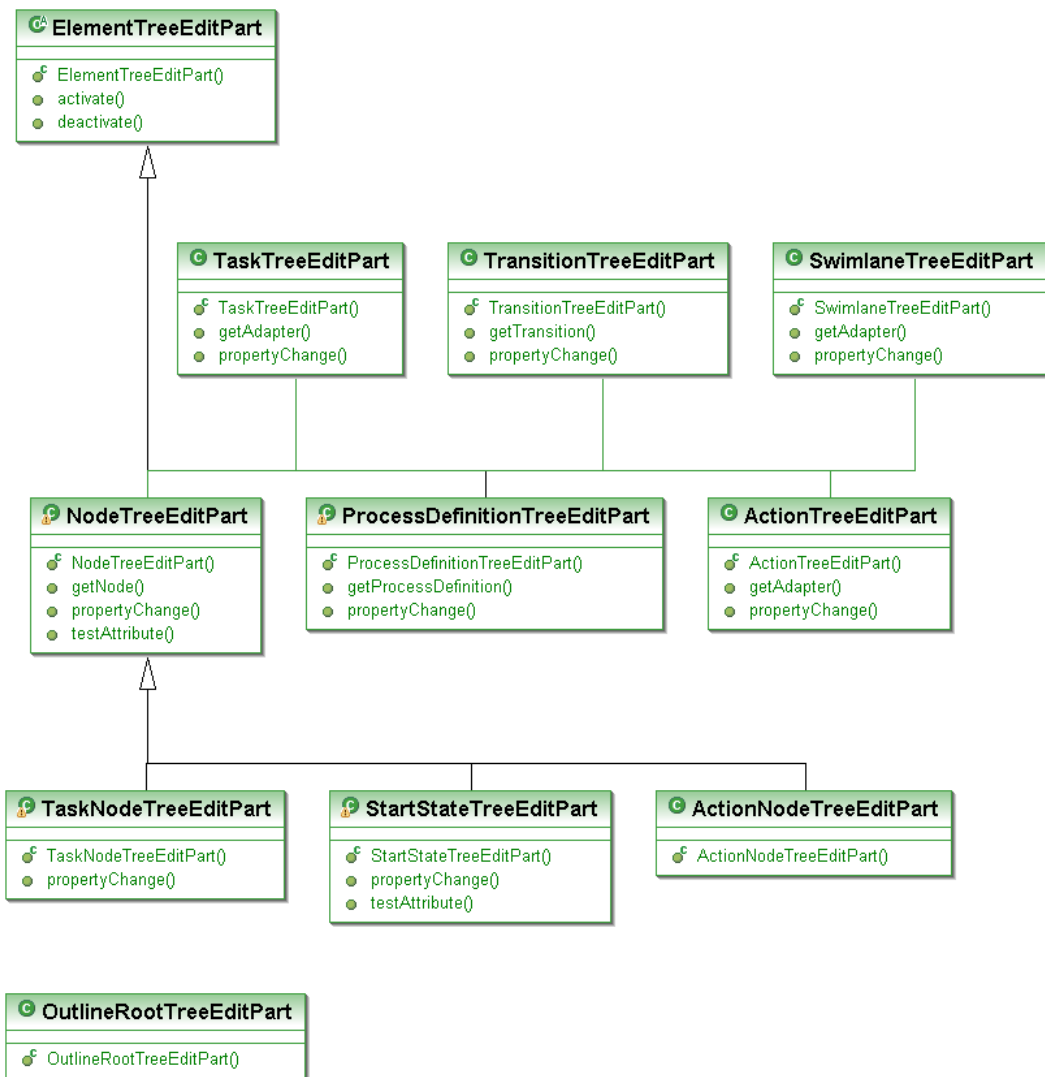 ElementTreeEditPart
ElementTreeEditPart()
activate()
deactivate()
TaskTreeEditPart
TaskTreeEditPart()
getAdapter()
propertyChange()
TransitionTreeEditPart
TransitionTreeEditPart()
getTransition()
propertyChange()
SwimlaneTreeEditPart
SwimlaneTreeEditPart()
getAdapter()
propertyChange()
NodeTreeEditPart
NodeTreeEditPart()
getNode()
propertyChange()
testAttribute()
ProcessDefinitionTreeEditPart
ProcessDefinitionTreeEditPart()
getProcessDefinition()
propertyChange()
ActionTreeEditPart
ActionTreeEditPart()
getAdapter()
propertyChange()
TaskNodeTreeEditPart
TaskNodeTreeEditPart()
propertyChange()
StartStateTreeEditPart
StartStateTreeEditPart()
propertyChange()
testAttribute()
ActionNodeTreeEditPart
ActionNodeTreeEditPart()
OutlineRootTreeEditPart
OutlineRootTreeEditPart()